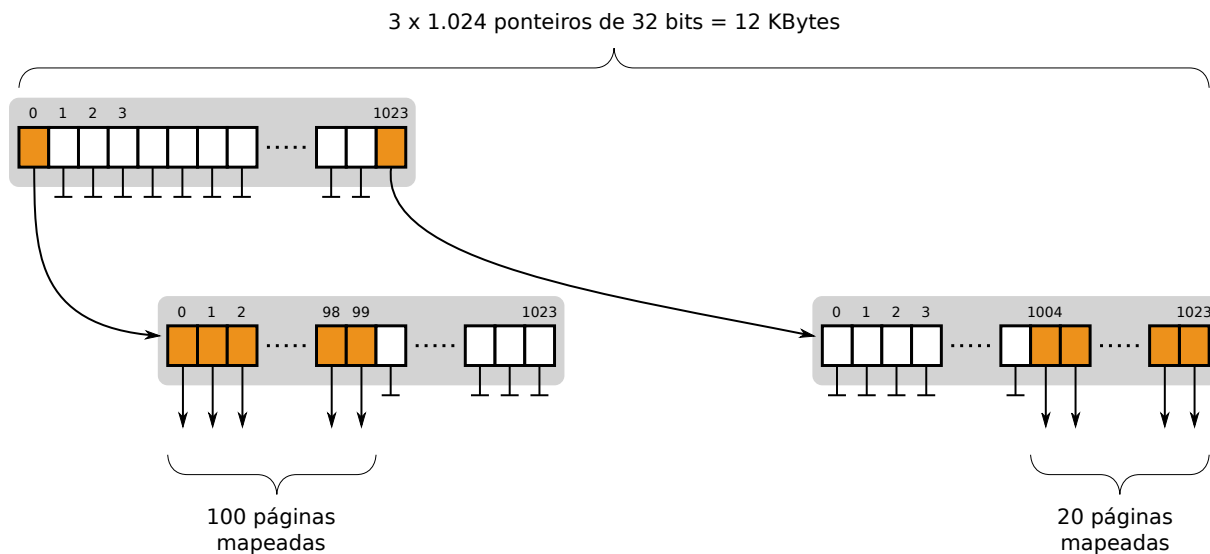 3 x 1.024 ponteiros de 32 bits = 12 KBytes
0 1 2 3 1023
0 1 2 98 99 1023
0 1 2 3 1004 1023
100 páginas
mapeadas
20 páginas
mapeadas